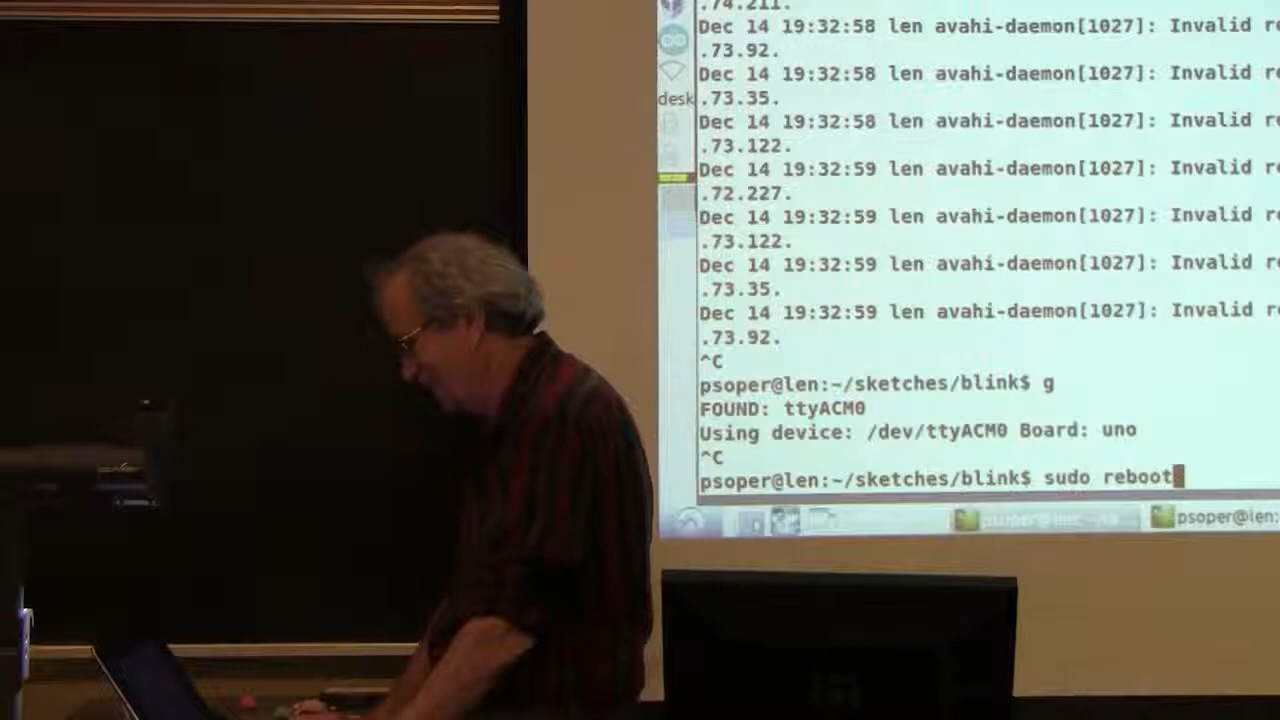 .74.211.
Dec 14 19:32:58 len avahi-daemon[1027]: Invalid re
.73.92.
Dec 14 19:32:58 len avahi-daemon[1027]: Invalid re
desk
.73.35.
Dec 14 19:32:58 len avahi-daemon[1027]: Invalid re
.73.122.
Dec 14 19:32:59 len avahi-daemon[1027]: Invalid re
.72.227.
Dec 14 19:32:59 len avahi-daemon[1027]: Invalid re
.73.122.
Dec 14 19:32:59 len avahi-daemon[1027]: Invalid re
.73.35.
Dec 14 19:32:59 len avahi-daemon[1027]: Invalid re
.73.92.
^C
psoper@len:~/sketches/blink$ g
FOUND: ttyACM0
Using device: /dev/ttyACM0 Board: uno
^C
psoper@len:~/sketches/blink$ sudo reboot
psoper@len: